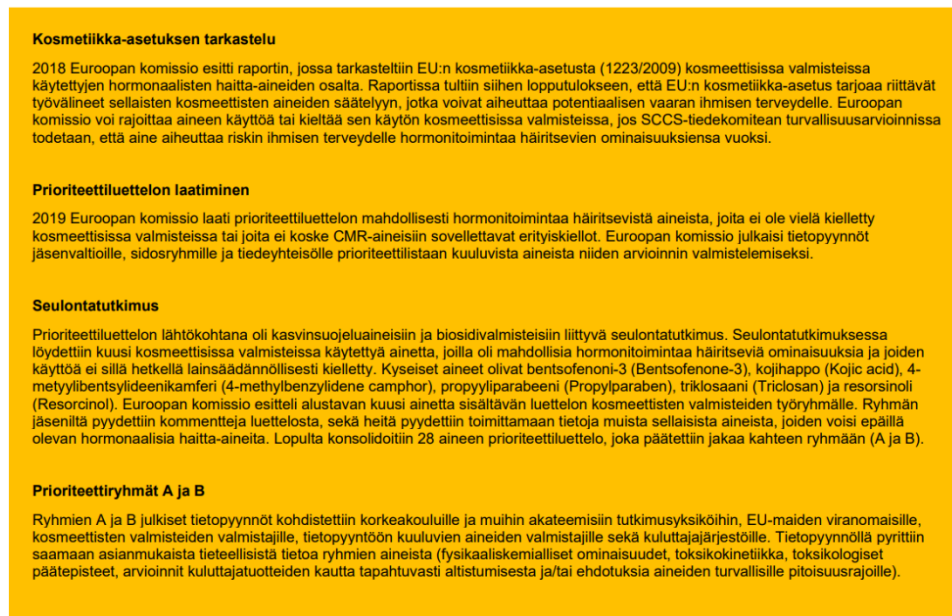 Kosmetiikka-asetuksen tarkastelu
2018 Euroopan komissio esitti raportin, jossa tarkasteltiin EU:n kosmetiikka-asetusta (1223/2009) kosmeettisissa valmisteissa
käytettyjen hormonaalisten haitta-aineiden osalta. Raportissa tultiin siihen lopputulokseen, että EU:n kosmetiikka-asetus tarjoaa riittävät
työvälineet sellaisten kosmeettisten aineiden säätelyyn, jotka voivat aiheuttaa potentiaalisen vaaran ihmisen terveydelle. Euroopan
komissio voi rajoittaa aineen käyttöä tai kieltää sen käytön kosmeettisissa valmisteissa, jos SCCS-tiedekomitean turvallisuusarvioinnissa
todetaan, että aine aiheuttaa riskin ihmisen terveydelle hormonitoimintaa häiritsevien ominaisuuksiensa vuoksi.
Prioriteettiluettelon laatiminen
2019 Euroopan komissio laati prioriteettiluettelon mahdollisesti hormonitoimintaa häiritsevistä aineista, joita ei ole vielä kielletty
kosmeettisissa valmisteissa tai joita ei koske CMR-aineisiin sovellettavat erityiskiellot. Euroopan komissio julkaisi tietopyynnöt
jäsenvaltioille, sidosryhmille ja tiedeyhteisölle prioriteettilistaan kuuluvista aineista niiden arvioinnin valmistelemiseksi.
Seulontatutkimus
Prioriteettiluettelon lähtökohtana oli kasvinsuojeluaineisiin ja biosidivalmisteisiin liittyvä seulontatutkimus. Seulontatutkimuksessa
löydettiin kuusi kosmeettisissa valmisteissa käytettyä ainetta, joilla oli mahdollisia hormonitoimintaa häiritseviä ominaisuuksia ja joiden
käyttöä ei sillä hetkellä lainsäädännöllisesti kielletty. Kyseiset aineet olivat bentsofenoni-3 (Bentsofenone-3), kojihappo (Kojic acid), 4-
metyylibentsylideenikamferi (4-methylbenzylidene camphor), propyyliparabeeni (Propylparaben), triklosaani (Triclosan) ja resorsinoli
(Resorcinol). Euroopan komissio esitteli alustavan kuusi ainetta sisältävän luettelon kosmeettisten valmisteiden työryhmälle. Ryhmän
jäseniltä pyydettiin kommentteja luettelosta, sekä heitä pyydettiin toimittamaan tietoja muista sellaisista aineista, joiden voisi epäillä
olevan hormonaalisia haitta-aineita. Lopulta konsolidoitiin 28 aineen prioriteettiluettelo, joka päätettiin jakaa kahteen ryhmään (A ja B).
Prioriteettiryhmät A ja B
Ryhmien A ja B julkiset tietopyynnöt kohdistettiin korkeakouluille ja muihin akateemisiin tutkimusyksiköihin, EU-maiden viranomaisille,
kosmeettisten valmisteiden valmistajille, tietopyyntöön kuuluvien aineiden valmistajille sekä kuluttajajärjestöille. Tietopyynnöllä pyrittiin
saamaan asianmukaista tieteellisistä tietoa ryhmien aineista (fysikaaliskemialliset ominaisuudet, toksikokinetiikka, toksikologiset
päätepisteet, arvioinnit kuluttajatuotteiden kautta tapahtuvasti altistumisesta ja/tai ehdotuksia aineiden turvallisille pitoisuusrajoille).